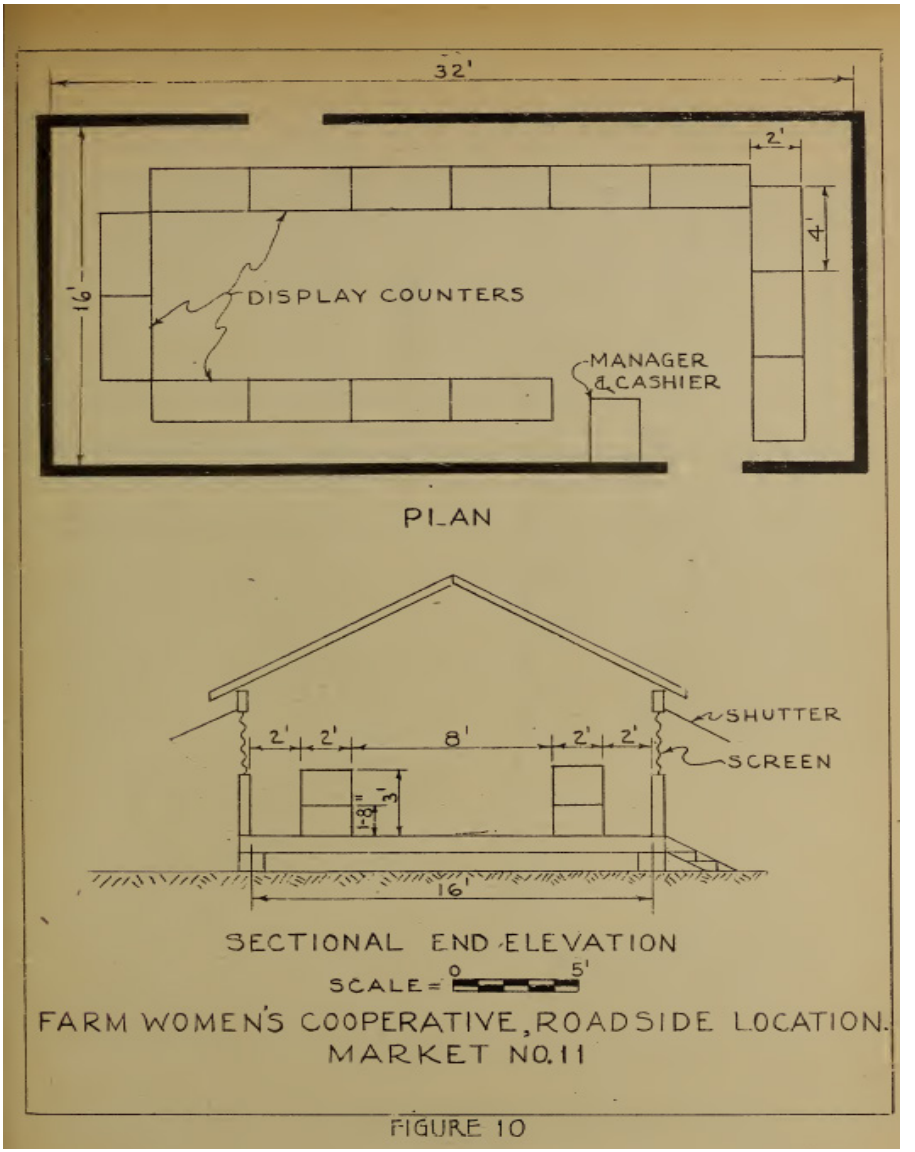 32'
2'
4'
16'
DISPLAY COUNTERS
MANAGER
& CASHIER
PLAN
SHUTTER
2' 2' 8' 2' 2'
SCREEN
3'
1-8"
16'
SECTIONAL END ELEVATION
SCALE = 0 5'
FARM WOMEN'S COOPERATIVE, ROADSIDE LOCATION.
MARKET NO. 11
FIGURE 10